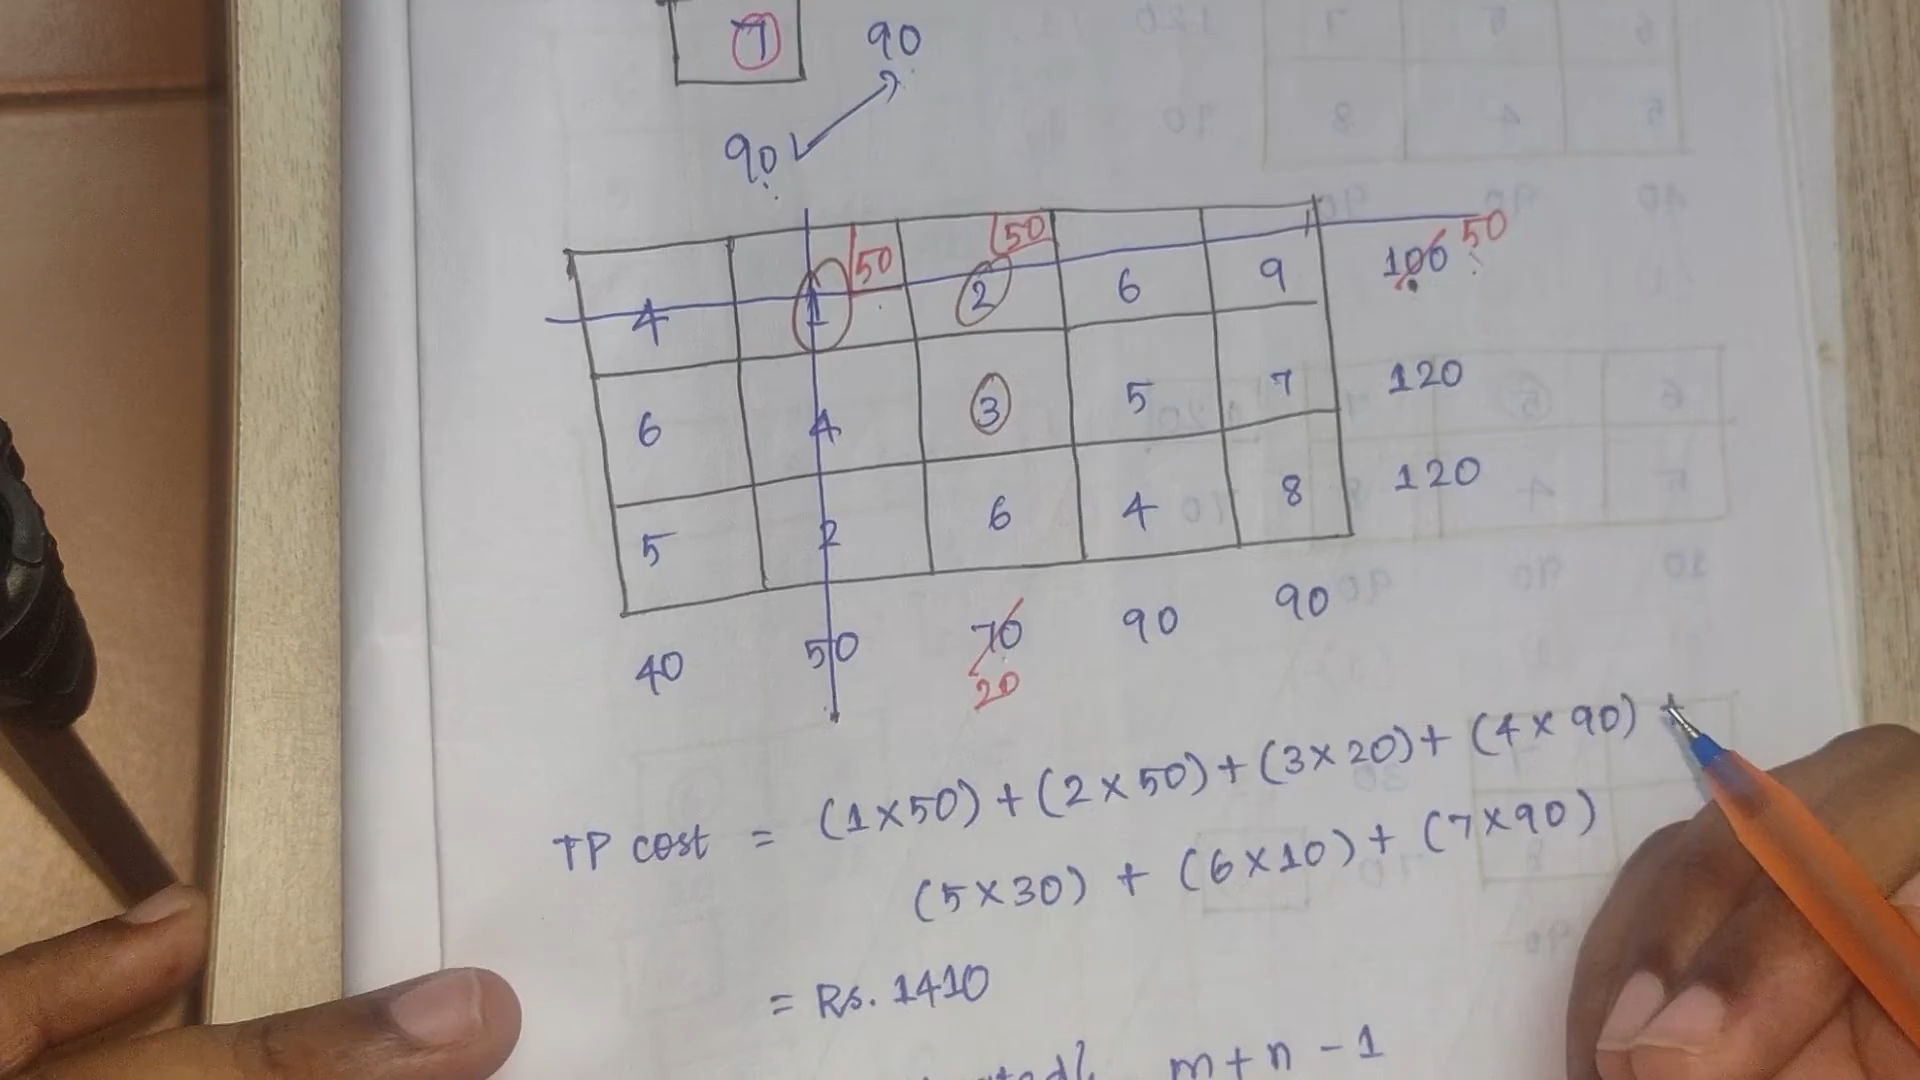 7 90
90
50 50
4 1 2 6 9 100 50
6 4 3 5 7 120
5 2 6 4 8 120
40 50 70 90 90
20
TP cost = (1×50) + (2×50) + (3×20) + (4×90) +
(5×30) + (6×10) + (7×90)
= Rs. 1410
m+n-1